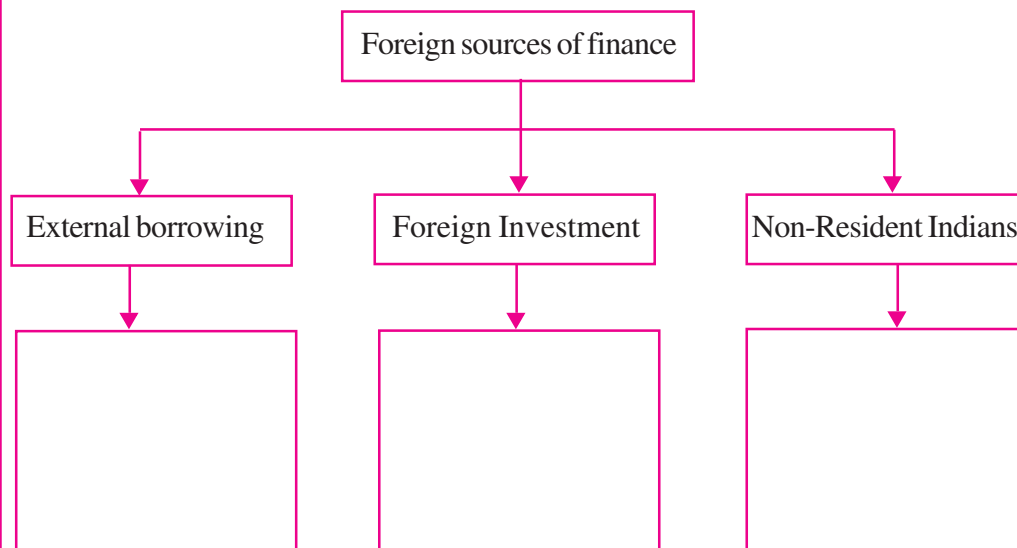 Foreign sources of finance
External borrowing
Foreign Investment
Non-Resident Indians